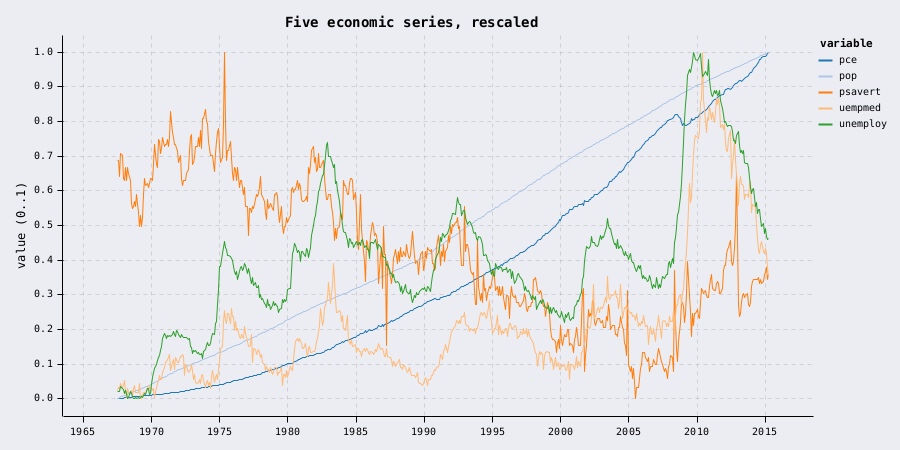 Five economic series, rescaled
variable
pce
pop
psavert
uempmed
unemploy
value (0..1)
1.0
0.9
0.8
0.7
0.6
0.5
0.4
0.3
0.2
0.1
0.0
1965 1970 1975 1980 1985 1990 1995 2000 2005 2010 2015